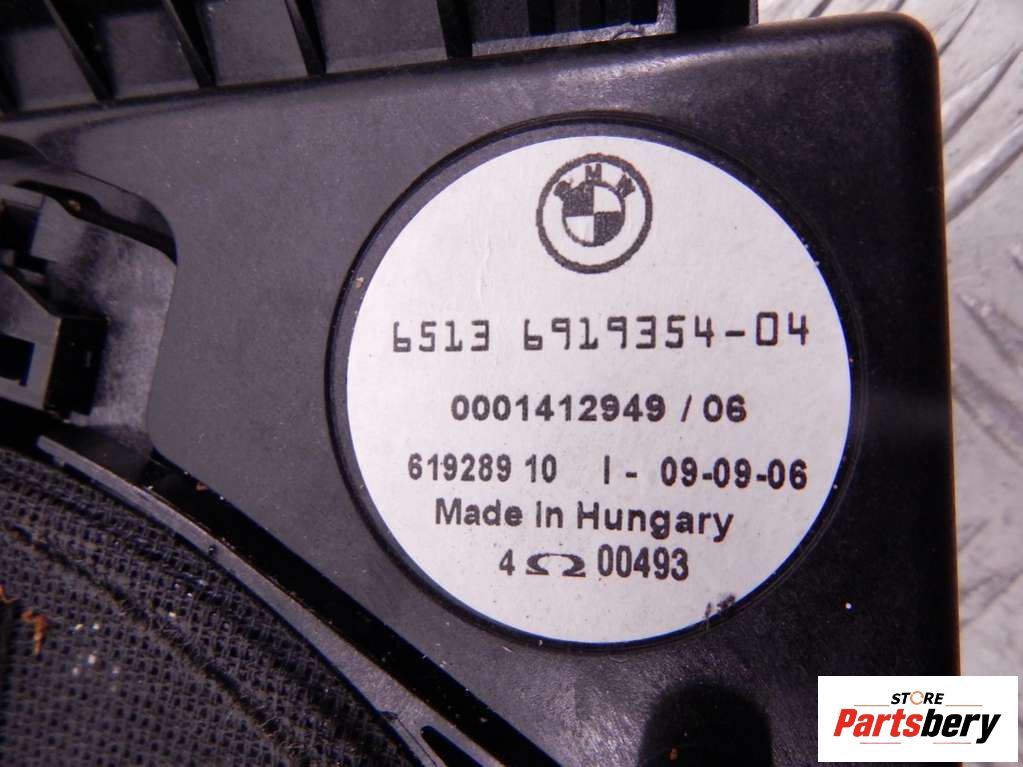 BMW
6513 6919354-04
0001412949 / 06
619289 10 I - 09-09-06
Made in Hungary
4 Ω 00493
STORE
Partsbery